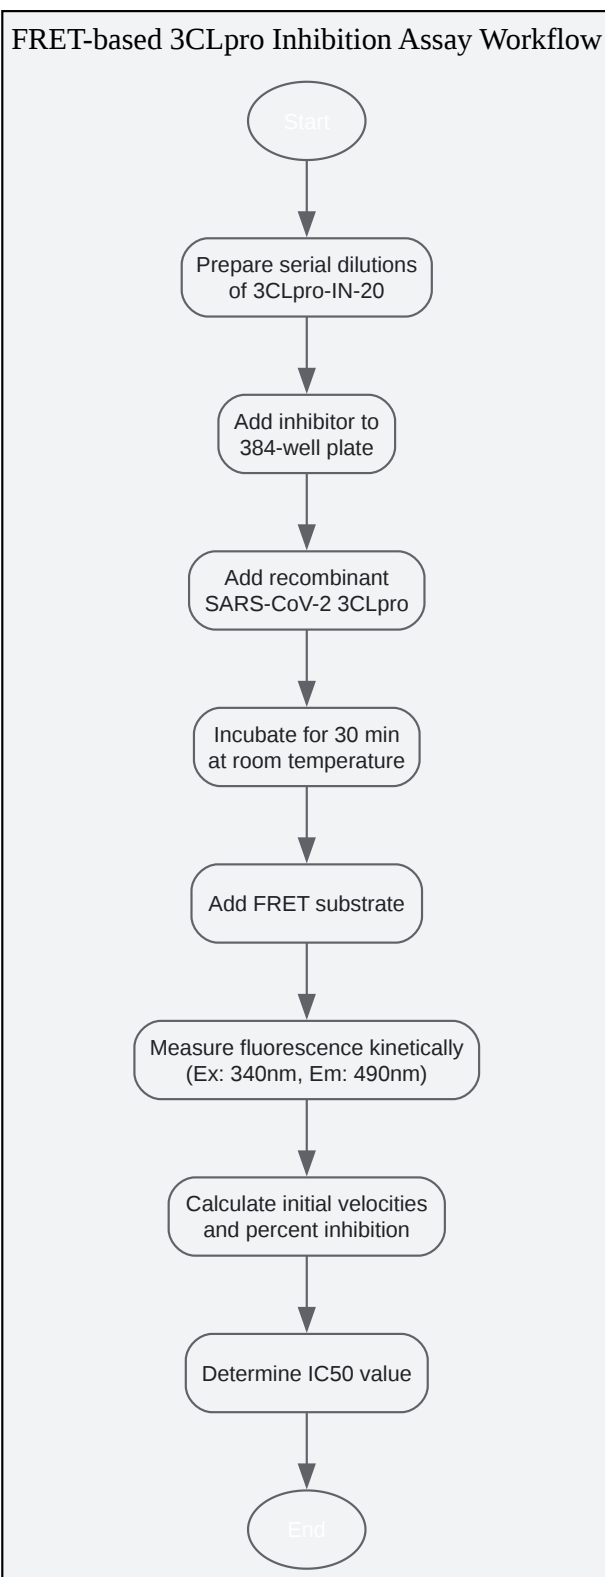 FRET-based 3CLpro Inhibition Assay Workflow
Start
Prepare serial dilutions
of 3CLpro-IN-20
Add inhibitor to
384-well plate
Add recombinant
SARS-CoV-2 3CLpro
Incubate for 30 min
at room temperature
Add FRET substrate
Measure fluorescence kinetically
(Ex: 340nm, Em: 490nm)
Calculate initial velocities
and percent inhibition
Determine IC50 value
End